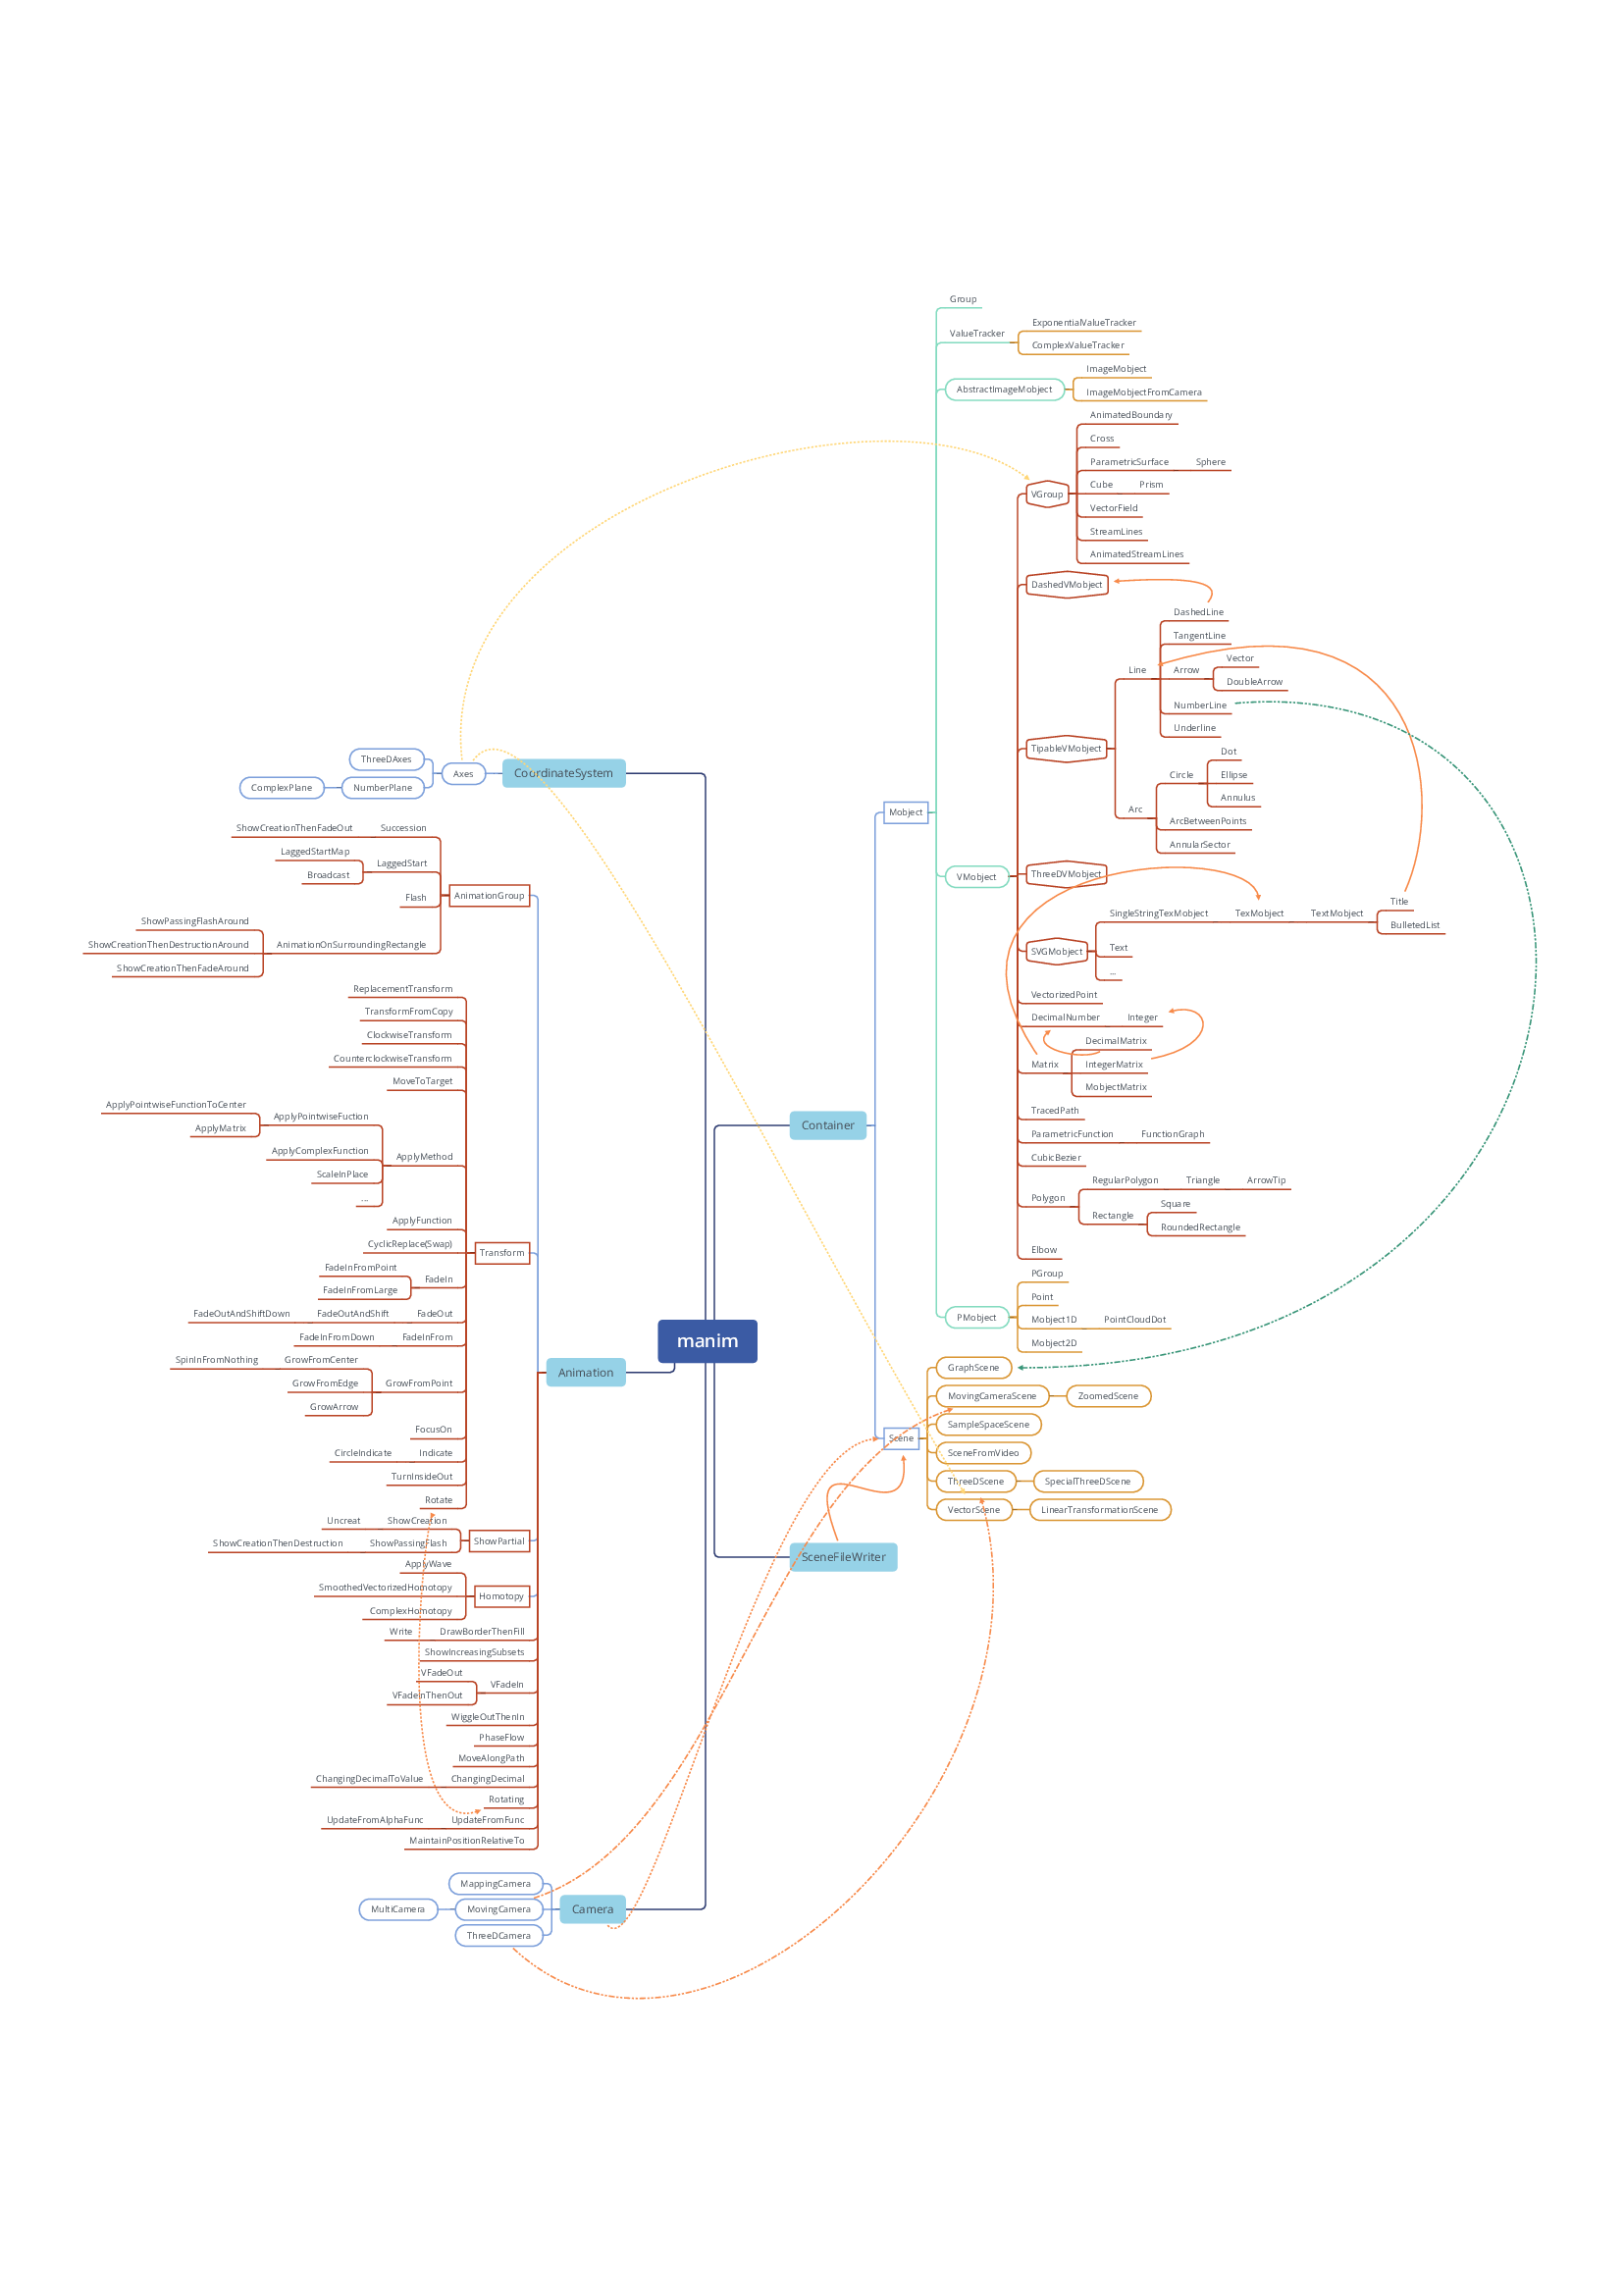 manim
CoordinateSystem
Axes
ThreeDAxes
NumberPlane
ComplexPlane
Animation
AnimationGroup
Succession
ShowCreationThenFadeOut
LaggedStart
LaggedStartMap
Broadcast
Flash
AnimationOnSurroundingRectangle
ShowPassingFlashAround
ShowCreationThenDestructionAround
ShowCreationThenFadeAround
Transform
ReplacementTransform
TransformFromCopy
ClockwiseTransform
CounterclockwiseTransform
MoveToTarget
ApplyMethod
ApplyPointwiseFuction
ApplyPointwiseFunctionToCenter
ApplyMatrix
ApplyComplexFunction
ScaleInPlace
...
ApplyFunction
CyclicReplace(Swap)
FadeIn
FadeInFromPoint
FadeInFromLarge
FadeOut
FadeOutAndShift
FadeOutAndShiftDown
FadeInFrom
FadeInFromDown
GrowFromPoint
GrowFromCenter
SpinInFromNothing
GrowFromEdge
GrowArrow
FocusOn
Indicate
CircleIndicate
TurnInsideOut
Rotate
ShowPartial
ShowCreation
Uncreat
ShowPassingFlash
ShowCreationThenDestruction
Homotopy
ApplyWave
SmoothedVectorizedHomotopy
ComplexHomotopy
DrawBorderThenFill
Write
ShowIncreasingSubsets
VFadeIn
VFadeOut
VFadeInThenOut
WiggleOutThenIn
PhaseFlow
MoveAlongPath
ChangingDecimal
ChangingDecimalToValue
Rotating
UpdateFromFunc
UpdateFromAlphaFunc
MaintainPositionRelativeTo
Camera
MappingCamera
MovingCamera
MultiCamera
ThreeDCamera
Container
Mobject
Group
ValueTracker
ExponentialValueTracker
ComplexValueTracker
AbstractImageMobject
ImageMobject
ImageMobjectFromCamera
VMobject
VGroup
AnimatedBoundary
Cross
ParametricSurface
Sphere
Cube
Prism
VectorField
StreamLines
AnimatedStreamLines
DashedVMobject
TipableVMobject
Line
DashedLine
TangentLine
Arrow
Vector
DoubleArrow
NumberLine
Underline
Arc
Circle
Dot
Ellipse
Annulus
ArcBetweenPoints
AnnularSector
ThreeDVMobject
SVGMobject
SingleStringTexMobject
TexMobject
TextMobject
Title
BulletedList
Text
...
VectorizedPoint
DecimalNumber
Integer
Matrix
DecimalMatrix
IntegerMatrix
MobjectMatrix
TracedPath
ParametricFunction
FunctionGraph
CubicBezier
Polygon
RegularPolygon
Triangle
ArrowTip
Rectangle
Square
RoundedRectangle
Elbow
PMobject
PGroup
Point
Mobject1D
PointCloudDot
Mobject2D
Scene
GraphScene
MovingCameraScene
ZoomedScene
SampleSpaceScene
SceneFromVideo
ThreeDScene
SpecialThreeDScene
VectorScene
LinearTransformationScene
SceneFileWriter